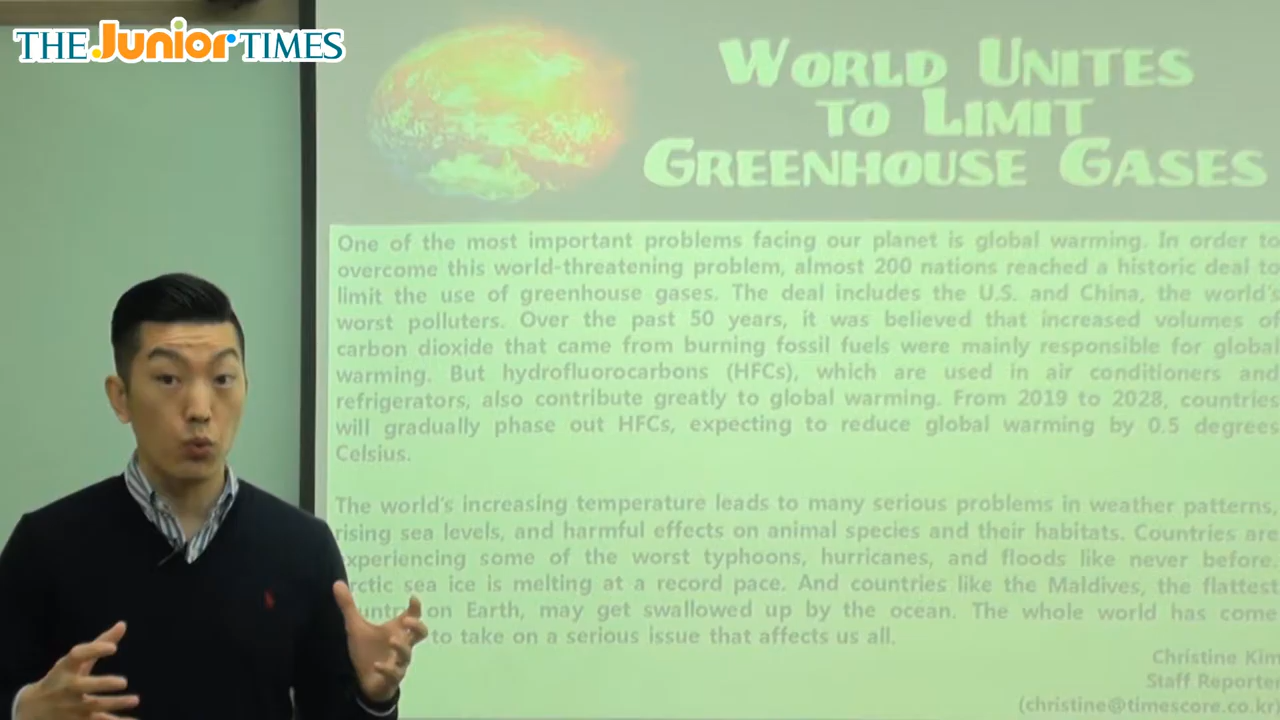 THE Junior TIMES
WORLD UNITES
TO LIMIT
GREENHOUSE GASES
One of the most important problems facing our planet is global warming. In order to
overcome this world-threatening problem, almost 200 nations reached a historic deal to
limit the use of greenhouse gases. The deal includes the U.S. and China, the world's
worst polluters. Over the past 50 years, it was believed that increased volumes of
carbon dioxide that came from burning fossil fuels were mainly responsible for global
warming. But hydrofluorocarbons (HFCs), which are used in air conditioners and
refrigerators, also contribute greatly to global warming. From 2019 to 2028, countries
will gradually phase out HFCs, expecting to reduce global warming by 0.5 degrees
Celsius.
The world's increasing temperature leads to many serious problems in weather patterns,
rising sea levels, and harmful effects on animal species and their habitats. Countries are
xperiencing some of the worst typhoons, hurricanes, and floods like never before.
rctic sea ice is melting at a record pace. And countries like the Maldives, the flattest
untry on Earth, may get swallowed up by the ocean. The whole world has come
to take on a serious issue that affects us all.
Christine Kim
Staff Reporter
(christine@timescore.co.kr)